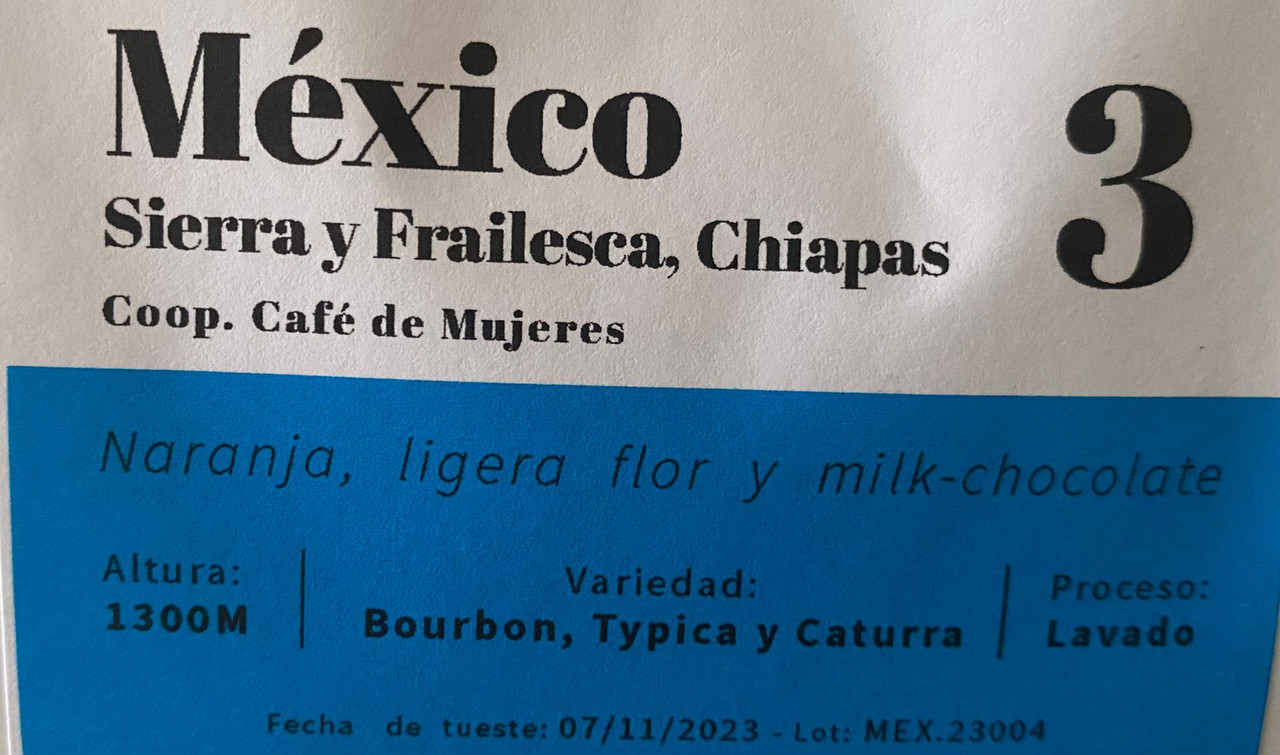 México
3
Sierra y Frailesca, Chiapas
Coop. Café de Mujeres
Naranja, ligera flor y milk-chocolate
Altura:
1300M
Variedad:
Bourbon, Typica y Caturra
Proceso:
Lavado
Fecha de tueste: 07/11/2023 - Lot: MEX.23004